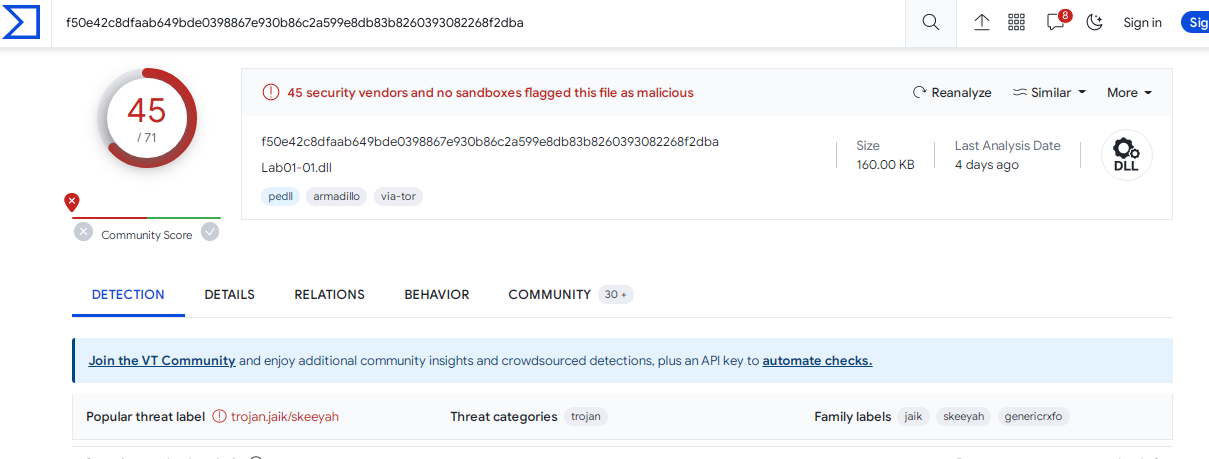 f50e42c8dfaab649bde0398867e930b86c2a599e8db83b8260393082268f2dba
8
Sign in
Sig
45
/ 71
Community Score
45 security vendors and no sandboxes flagged this file as malicious
Reanalyze
Similar
More
f50e42c8dfaab649bde0398867e930b86c2a599e8db83b8260393082268f2dba
Lab01-01.dll
pedll armadillo via-tor
Size
160.00 KB
Last Analysis Date
4 days ago
DLL
DETECTION DETAILS RELATIONS BEHAVIOR COMMUNITY 30 +
Join the VT Community and enjoy additional community insights and crowdsourced detections, plus an API key to automate checks.
Popular threat label trojan.jaik/skeeyah Threat categories trojan Family labels jaik skeeyah genericrxfo